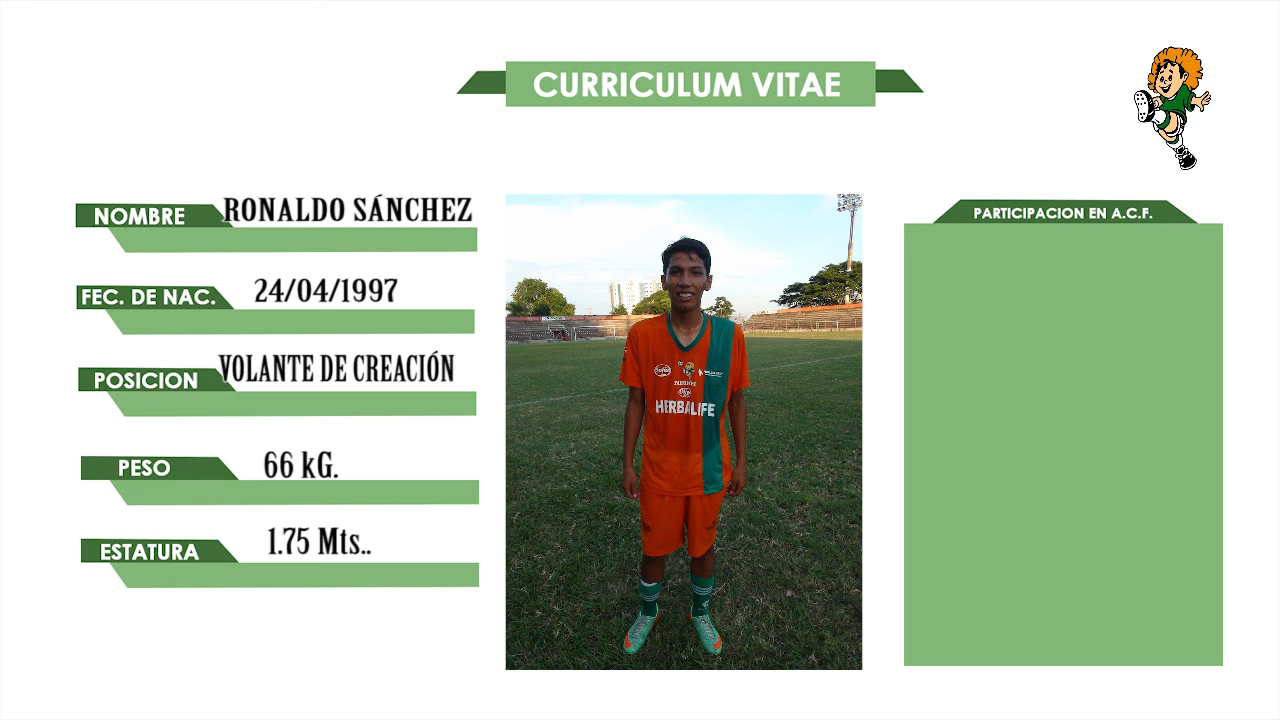 CURRICULUM VITAE
NOMBRE RONALDO SÁNCHEZ
FEC. DE NAC. 24/04/1997
POSICION VOLANTE DE CREACIÓN
PESO 66 kG.
ESTATURA 1.75 Mts..
HERBALIFE
PARTICIPACION EN A.C.F.